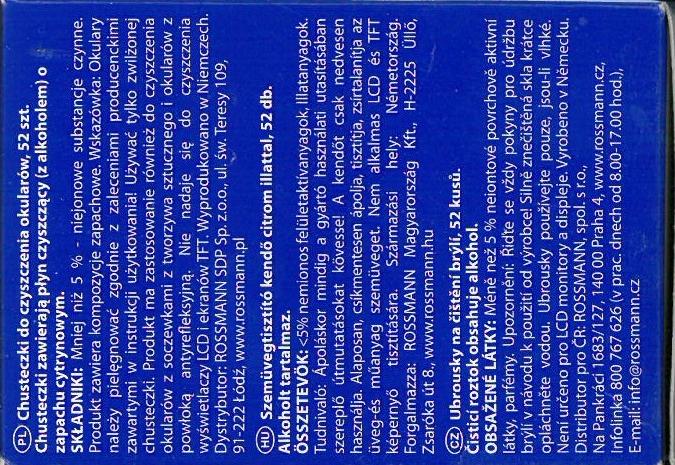 PL Chusteczki do czyszczenia okularów, 52 szt.
Chusteczki zawierają płyn czyszczący (z alkoholem) o
zapachu cytrynowym.
SKŁADNIKI: Mniej niż 5 % - niejonowe substancje czynne.
Produkt zawiera kompozycje zapachowe. Wskazówka: Okulary
należy pielęgnować zgodnie z zaleceniami producenckimi
zawartymi w instrukcji użytkowania! Używać tylko zwilżonej
chusteczki. Produkt ma zastosowanie również do czyszczenia
okularów z soczewkami z tworzywa sztucznego i okularów z
powłoką antyrefleksyjną. Nie nadaje się do czyszczenia
wyświetlaczy LCD i ekranów TFT. Wyprodukowano w Niemczech.
Dystrybutor: ROSSMANN SDP Sp. z o.o., ul. św. Teresy 109,
91-222 Łódź, www.rossmann.pl
HU Szemüvegtisztító kendő citrom illattal, 52 db.
Alkoholt tartalmaz.
ÖSSZETEVŐK: <5% nemionos felületaktívanyagok, Illatanyagok.
Tudnivaló: Ápoláskor mindig a gyártó használati utasításában
szereplő útmutatásokat kövesse! A kendőt csak nedvesen
használja. Alaposan, csíkmentesen ápolja, tisztítja, zsírtalanítja az
üveg-és műanyag szemüveget. Nem alkalmas LCD és TFT
képernyő tisztítására. Származási hely: Németország.
Forgalmazza: ROSSMANN Magyarország Kft., H-2225 Üllő,
Zsaróka út 8, www.rossmann.hu
CZ Ubrousky na čištění brýlí, 52 kusů.
Čisticí roztok obsahuje alkohol.
OBSAŽENÉ LÁTKY: Méně než 5 % neiontové povrchově aktivní
látky, parfémy. Upozornění: Řiďte se vždy pokyny pro údržbu
brýlí v návodu k použití od výrobce! Silně znečištěná skla krátce
opláchněte vodou. Ubrousky používejte pouze, jsou-li vlhké.
Není určeno pro LCD monitory a displeje. Vyrobeno v Německu.
Distributor pro ČR: ROSSMANN, spol. s r.o.,
Na Pankráci 1683/127, 140 00 Praha 4, www.rossmann.cz,
Infolinka 800 767 626 (v prac. dnech od 8.00-17.00 hod.),
E-mail: info@rossmann.cz